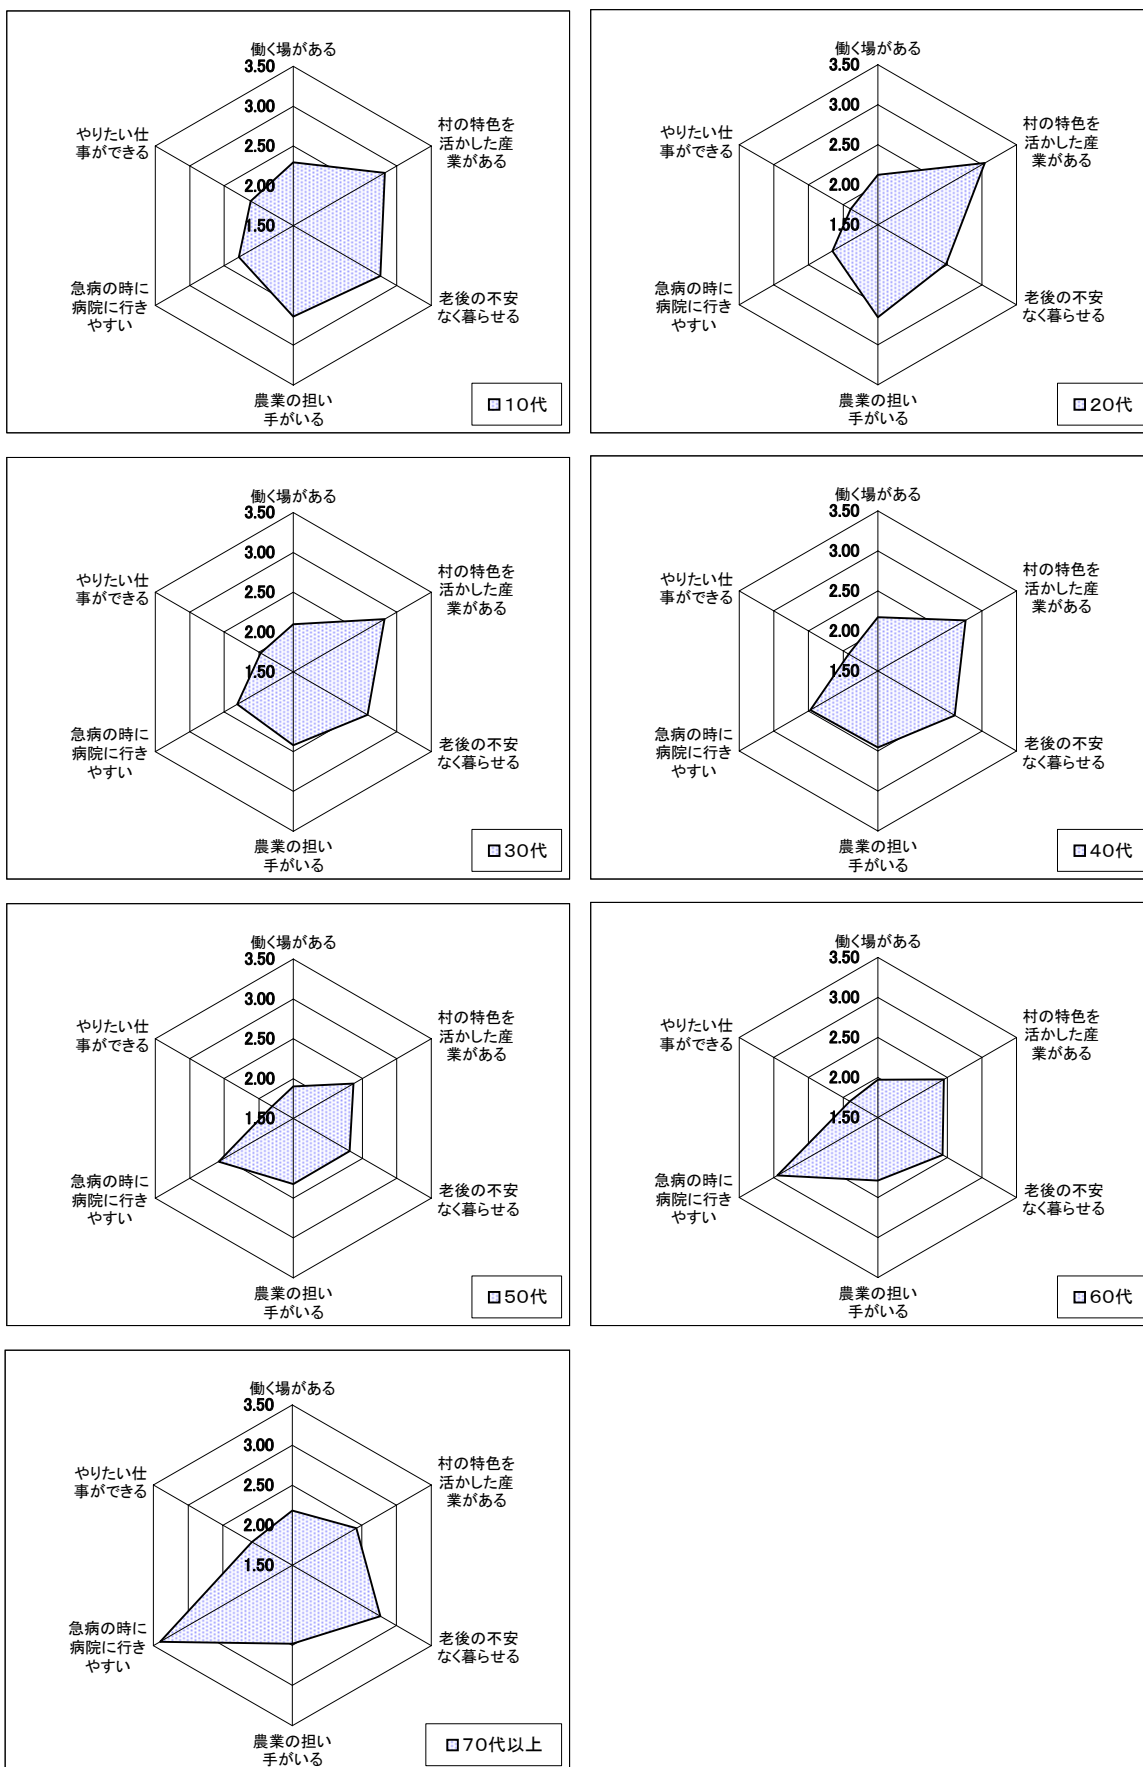 働く場がある
3.50
3.00
2.50
2.00
1.50
村の特色を
活かした産
業がある
老後の不安
なく暮らせる
農業の担い
手がいる
急病の時に
病院に行き
やすい
やりたい仕
事ができる
10代
働く場がある
3.50
3.00
2.50
2.00
1.50
村の特色を
活かした産
業がある
老後の不安
なく暮らせる
農業の担い
手がいる
急病の時に
病院に行き
やすい
やりたい仕
事ができる
20代
働く場がある
3.50
3.00
2.50
2.00
1.50
村の特色を
活かした産
業がある
老後の不安
なく暮らせる
農業の担い
手がいる
急病の時に
病院に行き
やすい
やりたい仕
事ができる
30代
働く場がある
3.50
3.00
2.50
2.00
1.50
村の特色を
活かした産
業がある
老後の不安
なく暮らせる
農業の担い
手がいる
急病の時に
病院に行き
やすい
やりたい仕
事ができる
40代
働く場がある
3.50
3.00
2.50
2.00
1.50
村の特色を
活かした産
業がある
老後の不安
なく暮らせる
農業の担い
手がいる
急病の時に
病院に行き
やすい
やりたい仕
事ができる
50代
働く場がある
3.50
3.00
2.50
2.00
1.50
村の特色を
活かした産
業がある
老後の不安
なく暮らせる
農業の担い
手がいる
急病の時に
病院に行き
やすい
やりたい仕
事ができる
60代
働く場がある
3.50
3.00
2.50
2.00
1.50
村の特色を
活かした産
業がある
老後の不安
なく暮らせる
農業の担い
手がいる
急病の時に
病院に行き
やすい
やりたい仕
事ができる
70代以上